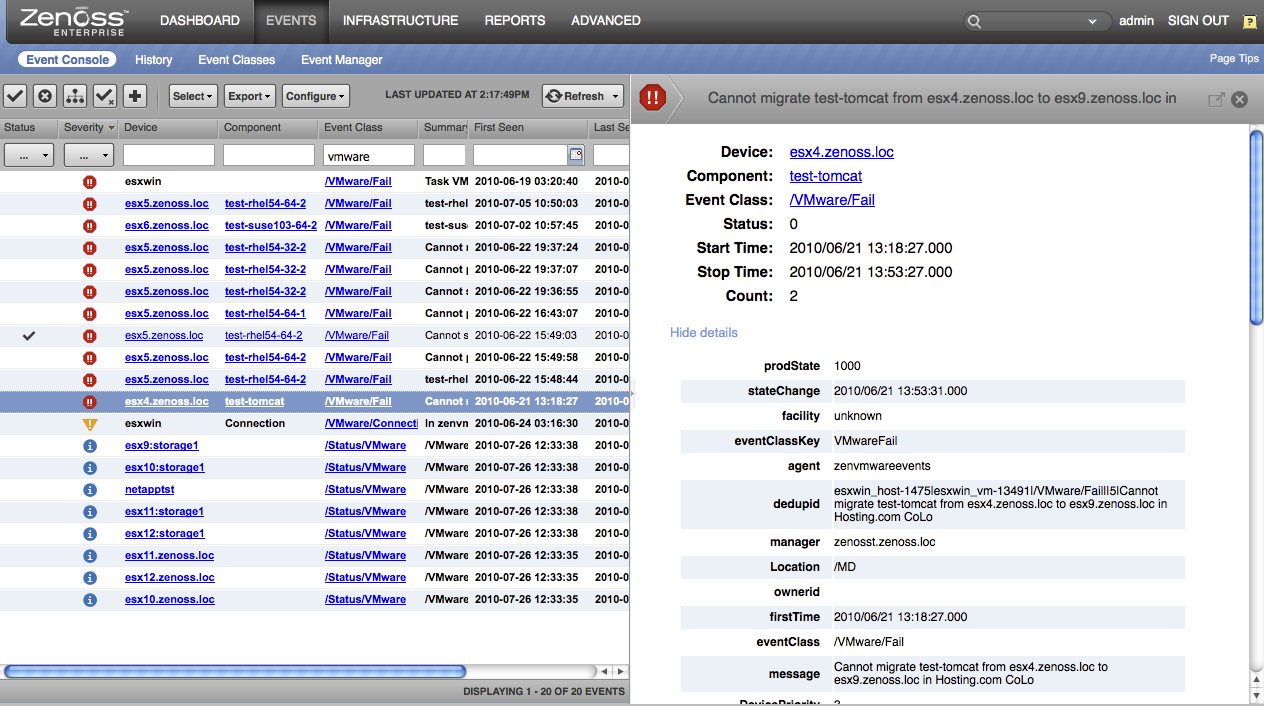 Zenoss™ ENTERPRISE DASHBOARD EVENTS INFRASTRUCTURE REPORTS ADVANCED admin SIGN OUT ?
Event Console History Event Classes Event Manager Page Tips
Select Export Configure LAST UPDATED AT 2:17:49PM Refresh
Status Severity Device Component Event Class Summary First Seen Last Se
... ... vmware
esxwin /VMware/Fail Task VM 2010-06-19 03:20:40 2010-0
esx5.zenoss.loc test-rhel54-64-2 /VMware/Fail test-rhel 2010-07-05 10:50:03 2010-0
esx6.zenoss.loc test-suse103-64-2 /VMware/Fail test-sus 2010-07-02 10:57:45 2010-0
esx5.zenoss.loc test-rhel54-32-2 /VMware/Fail Cannot 2010-06-22 19:37:24 2010-0
esx5.zenoss.loc test-rhel54-32-2 /VMware/Fail Cannot 2010-06-22 19:37:07 2010-0
esx5.zenoss.loc test-rhel54-32-2 /VMware/Fail Cannot s 2010-06-22 19:36:55 2010-0
esx5.zenoss.loc test-rhel54-64-1 /VMware/Fail Cannot 2010-06-22 16:43:07 2010-0
esx5.zenoss.loc test-rhel54-64-2 /VMware/Fail Cannot s 2010-06-22 15:49:03 2010-0
esx5.zenoss.loc test-rhel54-64-2 /VMware/Fail Cannot 2010-06-22 15:49:58 2010-0
esx5.zenoss.loc test-rhel54-64-2 /VMware/Fail test-rhel 2010-06-22 15:48:44 2010-0
esx4.zenoss.loc test-tomcat /VMware/Fail Cannot 2010-06-21 13:18:27 2010-0
esxwin Connection /VMware/Connecti In zenvn 2010-06-24 03:16:30 2010-0
esx9:storage1 /Status/VMware /VMware 2010-07-26 12:33:38 2010-0
esx10:storage1 /Status/VMware /VMware 2010-07-26 12:33:38 2010-0
netapptst /Status/VMware /VMware 2010-07-26 12:33:38 2010-0
esx11:storage1 /Status/VMware /VMware 2010-07-26 12:33:38 2010-0
esx12:storage1 /Status/VMware /VMware 2010-07-26 12:33:38 2010-0
esx11.zenoss.loc /Status/VMware /VMware 2010-07-26 12:33:35 2010-0
esx12.zenoss.loc /Status/VMware /VMware 2010-07-26 12:33:35 2010-0
esx10.zenoss.loc /Status/VMware /VMware 2010-07-26 12:33:35 2010-0
DISPLAYING 1 - 20 OF 20 EVENTS
Cannot migrate test-tomcat from esx4.zenoss.loc to esx9.zenoss.loc in
Device: esx4.zenoss.loc
Component: test-tomcat
Event Class: /VMware/Fail
Status: 0
Start Time: 2010/06/21 13:18:27.000
Stop Time: 2010/06/21 13:53:27.000
Count: 2
Hide details
prodState 1000
stateChange 2010/06/21 13:53:31.000
facility unknown
eventClassKey VMwareFail
agent zenvmwareevents
dedupid esxwin_host-1475|esxwin_vm-13491|/VMware/Fail||5|Cannot
migrate test-tomcat from esx4.zenoss.loc to esx9.zenoss.loc in
Hosting.com CoLo
manager zenosst.zenoss.loc
Location /MD
ownerid
firstTime 2010/06/21 13:18:27.000
eventClass /VMware/Fail
message Cannot migrate test-tomcat from esx4.zenoss.loc to
esx9.zenoss.loc in Hosting.com CoLo
DevicePriority